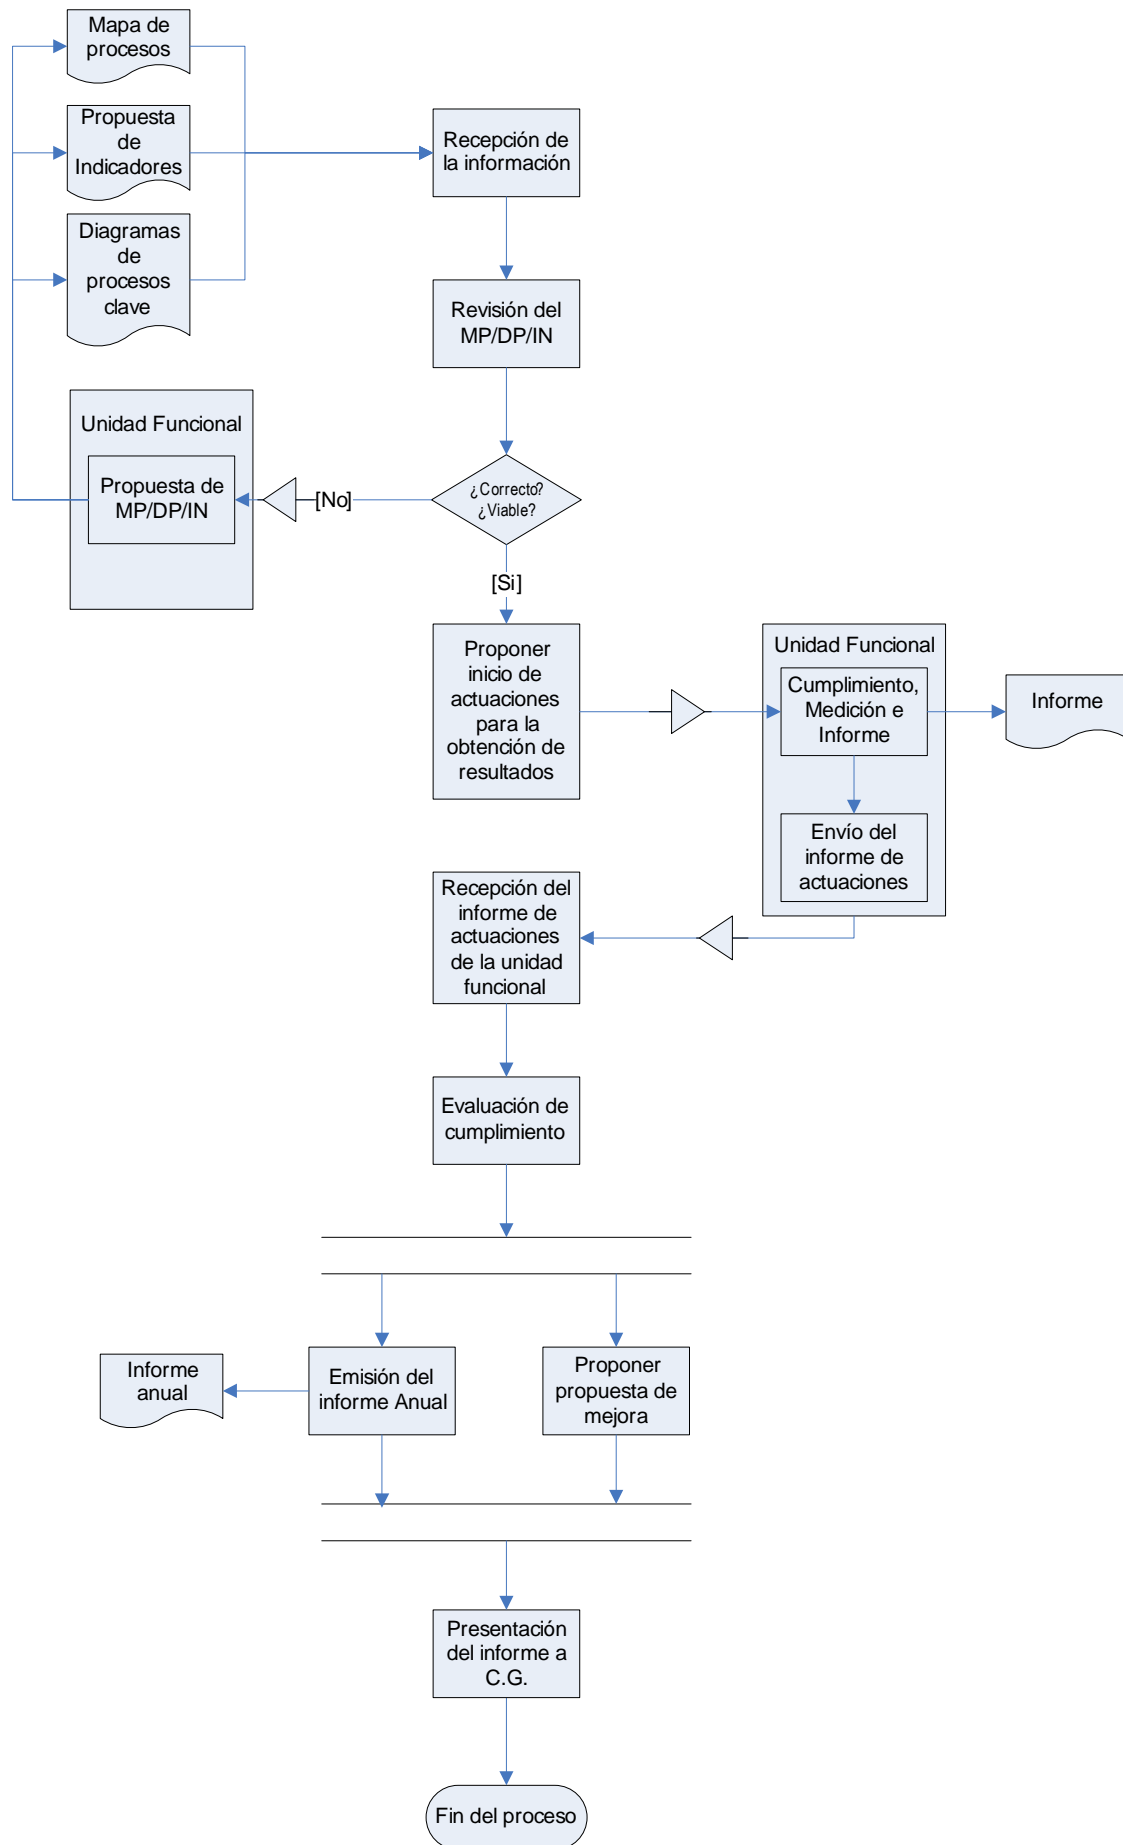 Mapa de
procesos
Propuesta
de
Indicadores
Diagramas
de
procesos
clave
Recepción de
la información
Revisión del
MP/DP/IN
Unidad Funcional
Propuesta de
MP/DP/IN
[No]
¿Correcto?
¿Viable?
[Si]
Proponer
inicio de
actuaciones
para la
obtención de
resultados
Unidad Funcional
Cumplimiento,
Medición e
Informe
Informe
Envío del
informe de
actuaciones
Recepción del
informe de
actuaciones
de la unidad
funcional
Evaluación de
cumplimiento
Informe
anual
Emisión del
informe Anual
Proponer
propuesta de
mejora
Presentación
del informe a
C.G.
Fin del proceso